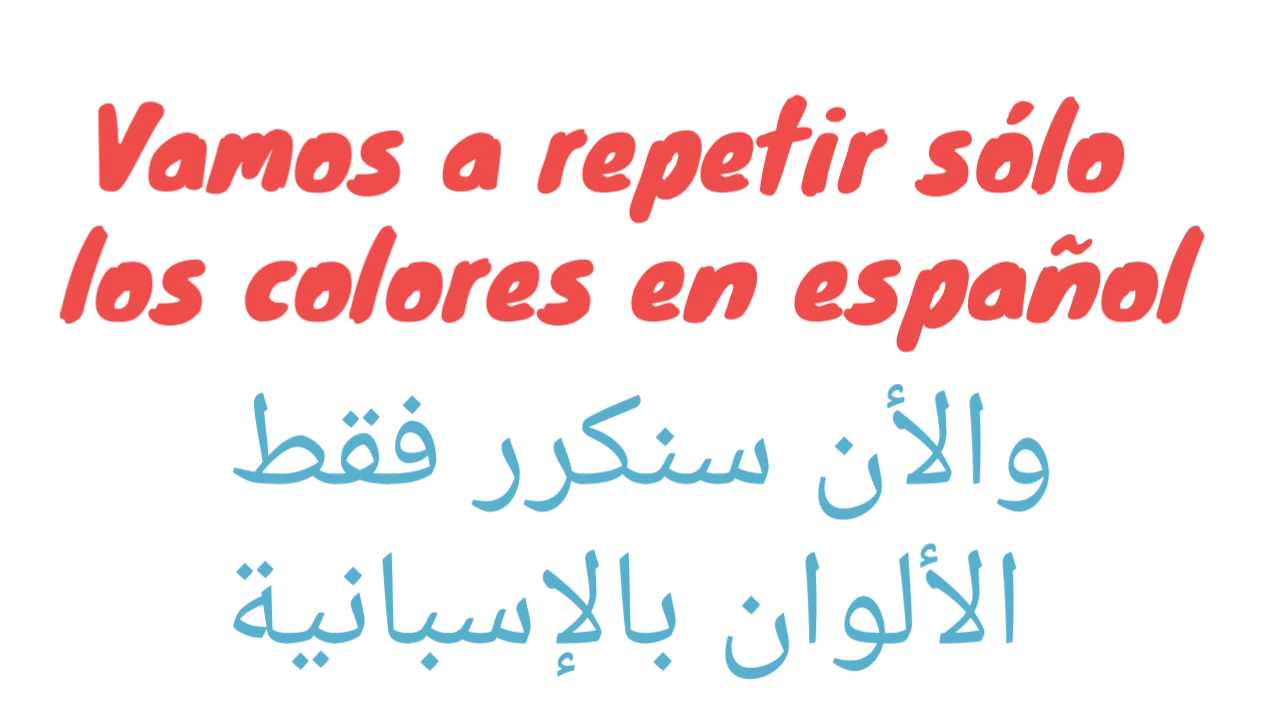 Vamos a repetir sólo
los colores en español
والأن سنكرر فقط
الألوان بالإسبانية